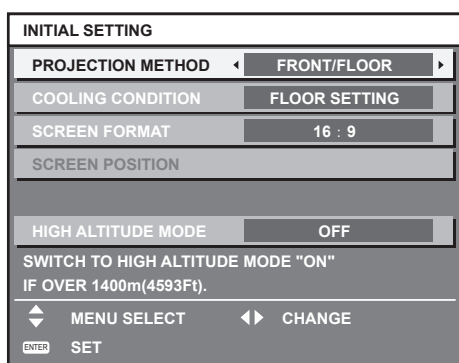 INITIAL SETTING
PROJECTION METHOD FRONT/FLOOR
COOLING CONDITION FLOOR SETTING
SCREEN FORMAT 16 : 9
SCREEN POSITION
HIGH ALTITUDE MODE OFF
SWITCH TO HIGH ALTITUDE MODE "ON"
IF OVER 1400m(4593Ft).
MENU SELECT CHANGE
ENTER SET